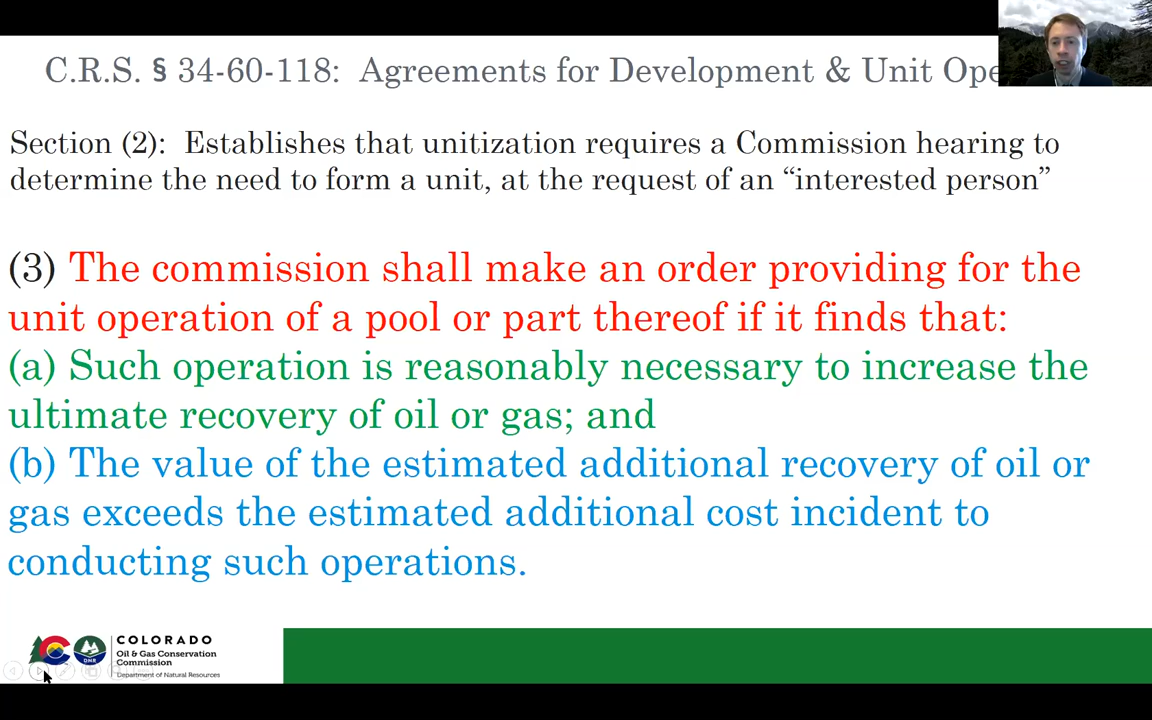 C.R.S. § 34-60-118: Agreements for Development & Unit Ope
Section (2): Establishes that unitization requires a Commission hearing to
determine the need to form a unit, at the request of an “interested person”
(3) The commission shall make an order providing for the
unit operation of a pool or part thereof if it finds that:
(a) Such operation is reasonably necessary to increase the
ultimate recovery of oil or gas; and
(b) The value of the estimated additional recovery of oil or
gas exceeds the estimated additional cost incident to
conducting such operations.
COLORADO
Oil & Gas Conservation
Commission
Department of Natural Resources
DNR